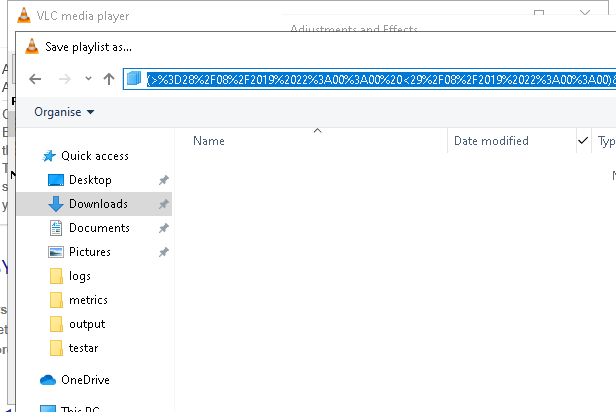 VLC media player
Adjustments and Effects
Save playlist as...
(>%3D28%2F08%2F2019%2022%3A00%3A00%20<29%2F08%2F2019%2022%3A00%3A00)&
Organise
Name
Date modified
Typ
Quick access
Desktop
Downloads
Documents
Pictures
logs
metrics
output
testar
OneDrive
This PC